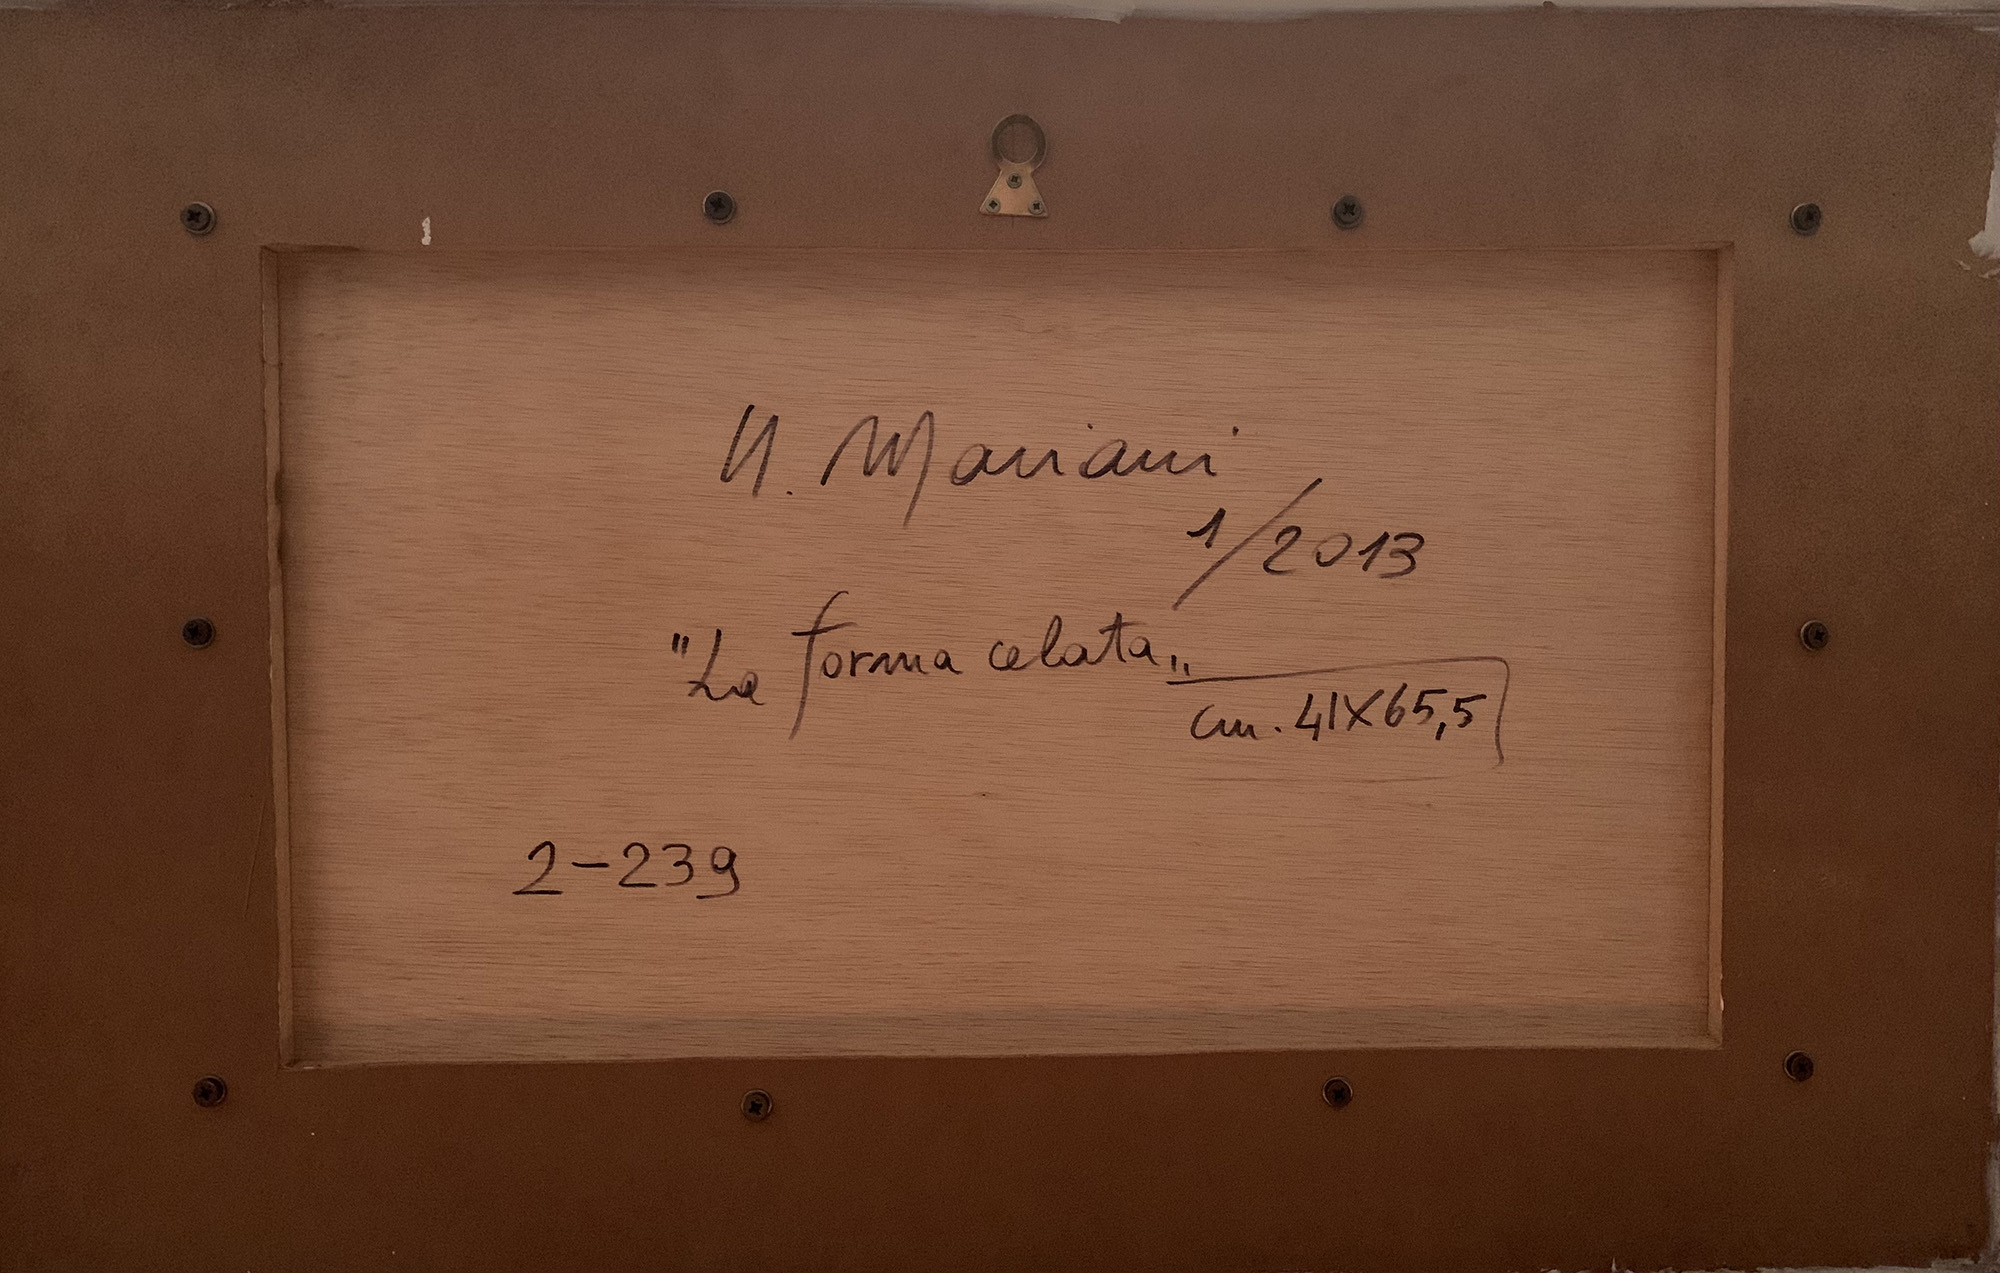 U. Mariani
1/2013
"La forma celata„
cm. 41X65,5
2-239